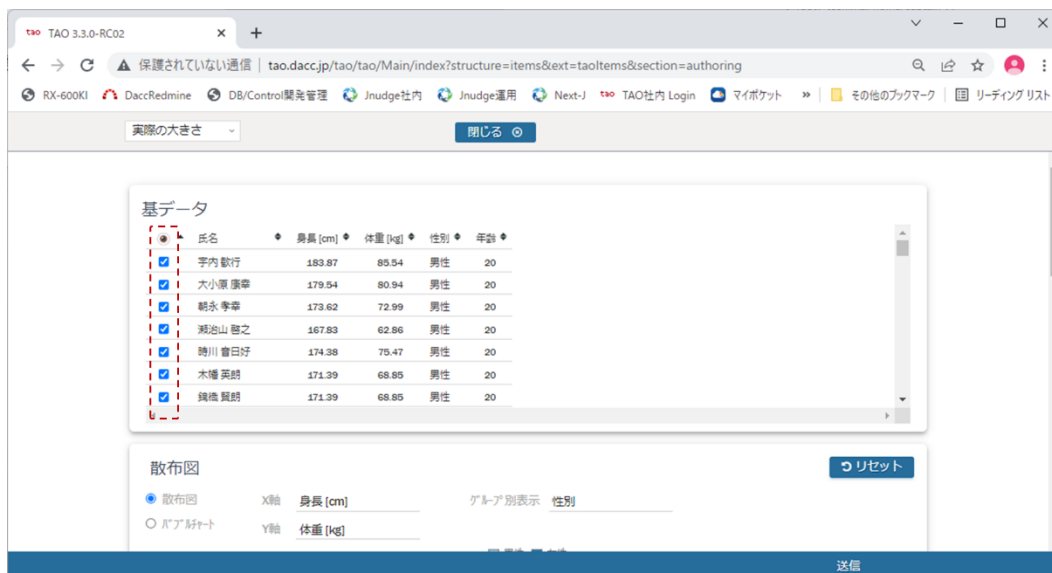 tao TAO 3.3.0-RC02
保護されていない通信 | tao.dacc.jp/tao/tao/Main/index?structure=items&ext=taoItems&section=authoring
RX-600KI DaccRedmine DB/Control開発管理 Jnudge社内 Jnudge運用 Next-J tao TAO社内 Login マイポケット » その他のブックマーク リーディング リスト
実際の大きさ 閉じる
基データ
氏名 身長 [cm] 体重 [kg] 性別 年齢
宇内 歓行 183.87 85.54 男性 20
大小原 康幸 179.54 80.94 男性 20
朝永 孝幸 173.62 72.99 男性 20
瀬治山 啓之 167.83 62.86 男性 20
時川 音日好 174.38 75.47 男性 20
木幡 英朗 171.39 68.85 男性 20
賢朗 171.39 68.85 男性 20
散布図 リセット
散布図 X軸 身長 [cm] グループ別表示 性別
バブルチャート Y軸 体重 [kg]
送信